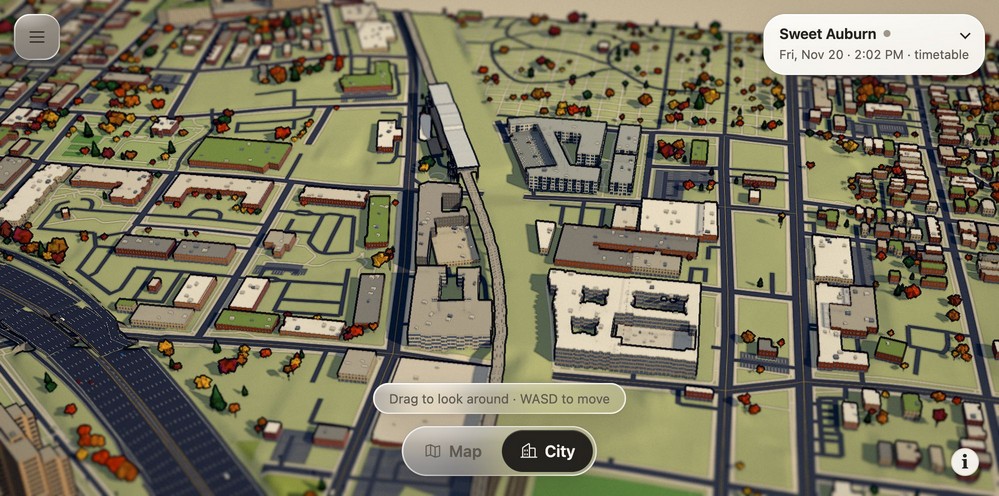 Sweet Auburn
Fri, Nov 20 · 2:02 PM · timetable
Drag to look around · WASD to move
Map
City
i